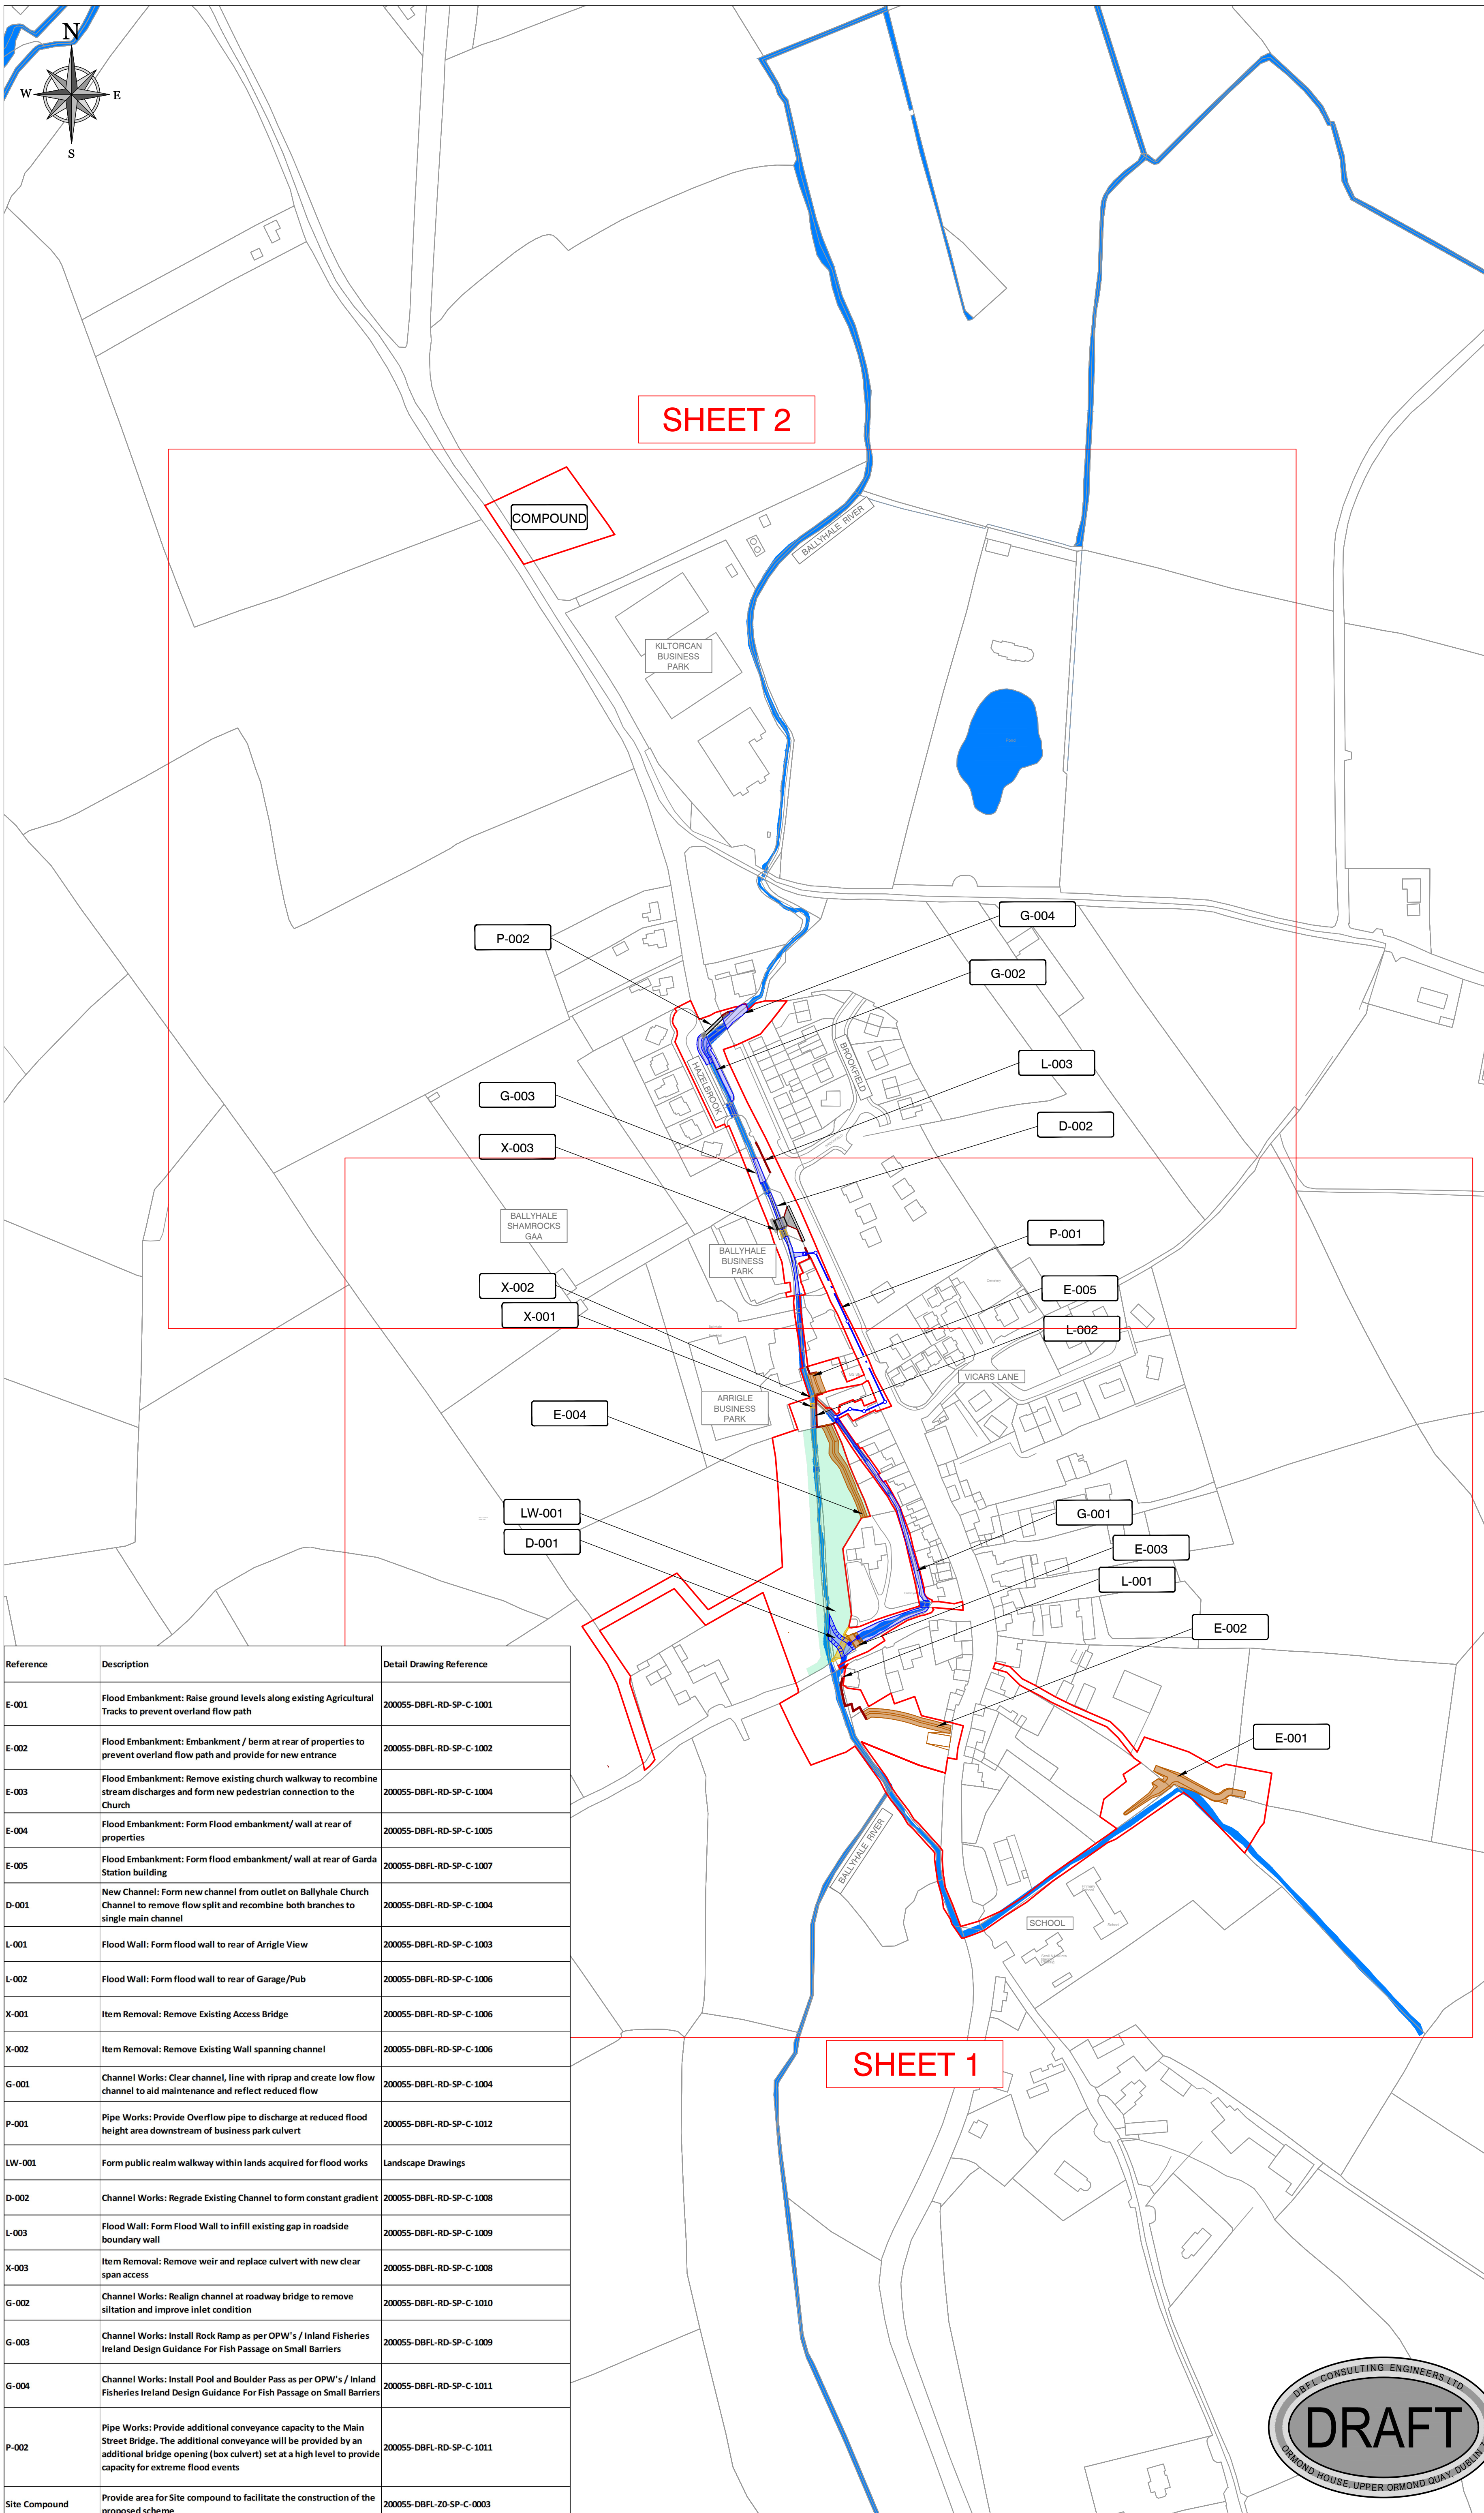 N
W
E
S
SHEET 2
COMPOUND
BALLYHALE RIVER
KILTORCAN
BUSINESS
PARK
G-004
P-002
G-002
BROOKFIELD
HAZELBROOK
L-003
G-003
D-002
X-003
BALLYHALE
SHAMROCKS
GAA
P-001
BALLYHALE
BUSINESS
PARK
X-002
E-005
X-001
L-002
VICARS LANE
ARRIGLE
BUSINESS
PARK
E-004
LW-001
G-001
D-001
E-003
L-001
E-002
E-001
BALLYHALE RIVER
SCHOOL
SHEET 1
Reference Description Detail Drawing Reference
E-001 Flood Embankment: Raise ground levels along existing Agricultural
Tracks to prevent overland flow path 200055-DBFL-RD-SP-C-1001
E-002 Flood Embankment: Embankment / berm at rear of properties to
prevent overland flow path and provide for new entrance 200055-DBFL-RD-SP-C-1002
E-003 Flood Embankment: Remove existing church walkway to recombine
stream discharges and form new pedestrian connection to the 200055-DBFL-RD-SP-C-1004
Church
E-004 Flood Embankment: Form Flood embankment/ wall at rear of
properties 200055-DBFL-RD-SP-C-1005
E-005 Flood Embankment: Form flood embankment/ wall at rear of Garda
Station building 200055-DBFL-RD-SP-C-1007
D-001 New Channel: Form new channel from outlet on Ballyhale Church
Channel to remove flow split and recombine both branches to 200055-DBFL-RD-SP-C-1004
single main channel
L-001 Flood Wall: Form flood wall to rear of Arrigle View 200055-DBFL-RD-SP-C-1003
L-002 Flood Wall: Form flood wall to rear of Garage/Pub 200055-DBFL-RD-SP-C-1006
X-001 Item Removal: Remove Existing Access Bridge 200055-DBFL-RD-SP-C-1006
X-002 Item Removal: Remove Existing Wall spanning channel 200055-DBFL-RD-SP-C-1006
G-001 Channel Works: Clear channel, line with riprap and create low flow
channel to aid maintenance and reflect reduced flow 200055-DBFL-RD-SP-C-1004
P-001 Pipe Works: Provide Overflow pipe to discharge at reduced flood
height area downstream of business park culvert 200055-DBFL-RD-SP-C-1012
LW-001 Form public realm walkway within lands acquired for flood works Landscape Drawings
D-002 Channel Works: Regrade Existing Channel to form constant gradient 200055-DBFL-RD-SP-C-1008
L-003 Flood Wall: Form Flood Wall to infill existing gap in roadside
boundary wall 200055-DBFL-RD-SP-C-1009
X-003 Item Removal: Remove weir and replace culvert with new clear
span access 200055-DBFL-RD-SP-C-1008
G-002 Channel Works: Realign channel at roadway bridge to remove
siltation and improve inlet condition 200055-DBFL-RD-SP-C-1010
G-003 Channel Works: Install Rock Ramp as per OPW's / Inland Fisheries
Ireland Design Guidance For Fish Passage on Small Barriers 200055-DBFL-RD-SP-C-1009
G-004 Channel Works: Install Pool and Boulder Pass as per OPW's / Inland
Fisheries Ireland Design Guidance For Fish Passage on Small Barriers 200055-DBFL-RD-SP-C-1011
P-002 Pipe Works: Provide additional conveyance capacity to the Main
Street Bridge. The additional conveyance will be provided by an
additional bridge opening (box culvert) set at a high level to provide 200055-DBFL-RD-SP-C-1011
capacity for extreme flood events
Site Compound Provide area for Site compound to facilitate the construction of the
proposed scheme 200055-DBFL-Z0-SP-C-0003
DBFL CONSULTING ENGINEERS LTD.
DRAFT
ORMOND HOUSE, UPPER ORMOND QUAY, DUBLIN